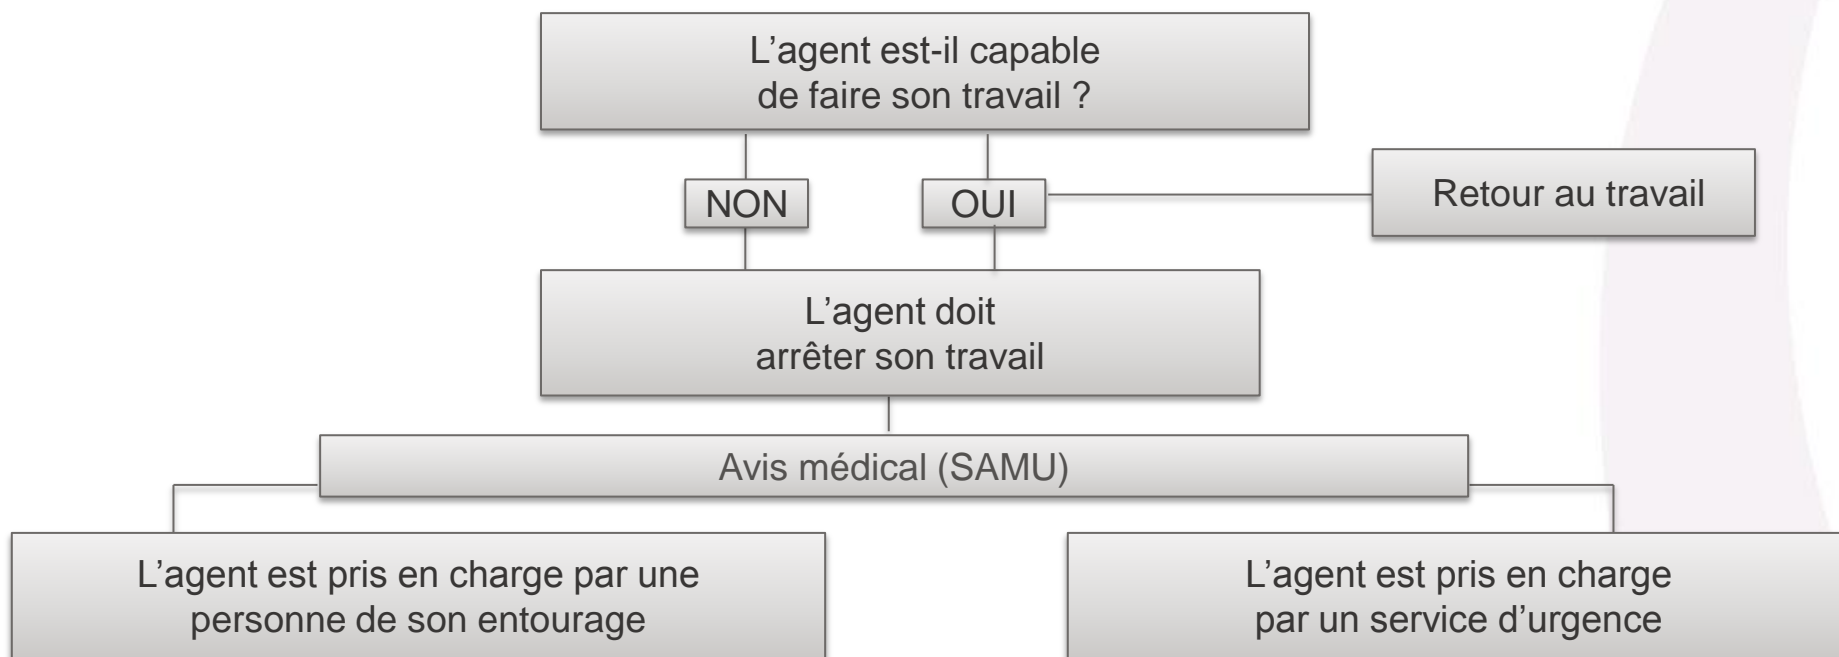 L’agent est-il capable
de faire son travail ?
NON
OUI
Retour au travail
L’agent doit
arrêter son travail
Avis médical (SAMU)
L’agent est pris en charge par une
personne de son entourage
L’agent est pris en charge
par un service d’urgence